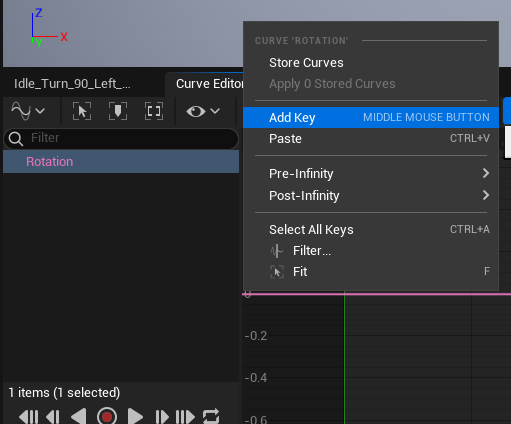 Z
X
CURVE 'ROTATION'
Store Curves
Apply 0 Stored Curves
Idle_Turn_90_Left_...
Curve Editor
Add Key MIDDLE MOUSE BUTTON
Filter
Paste CTRL+V
Rotation
Pre-Infinity
Post-Infinity
Select All Keys CTRL+A
Filter...
Fit F
0
-0.2
-0.4
1 items (1 selected)
-0.6